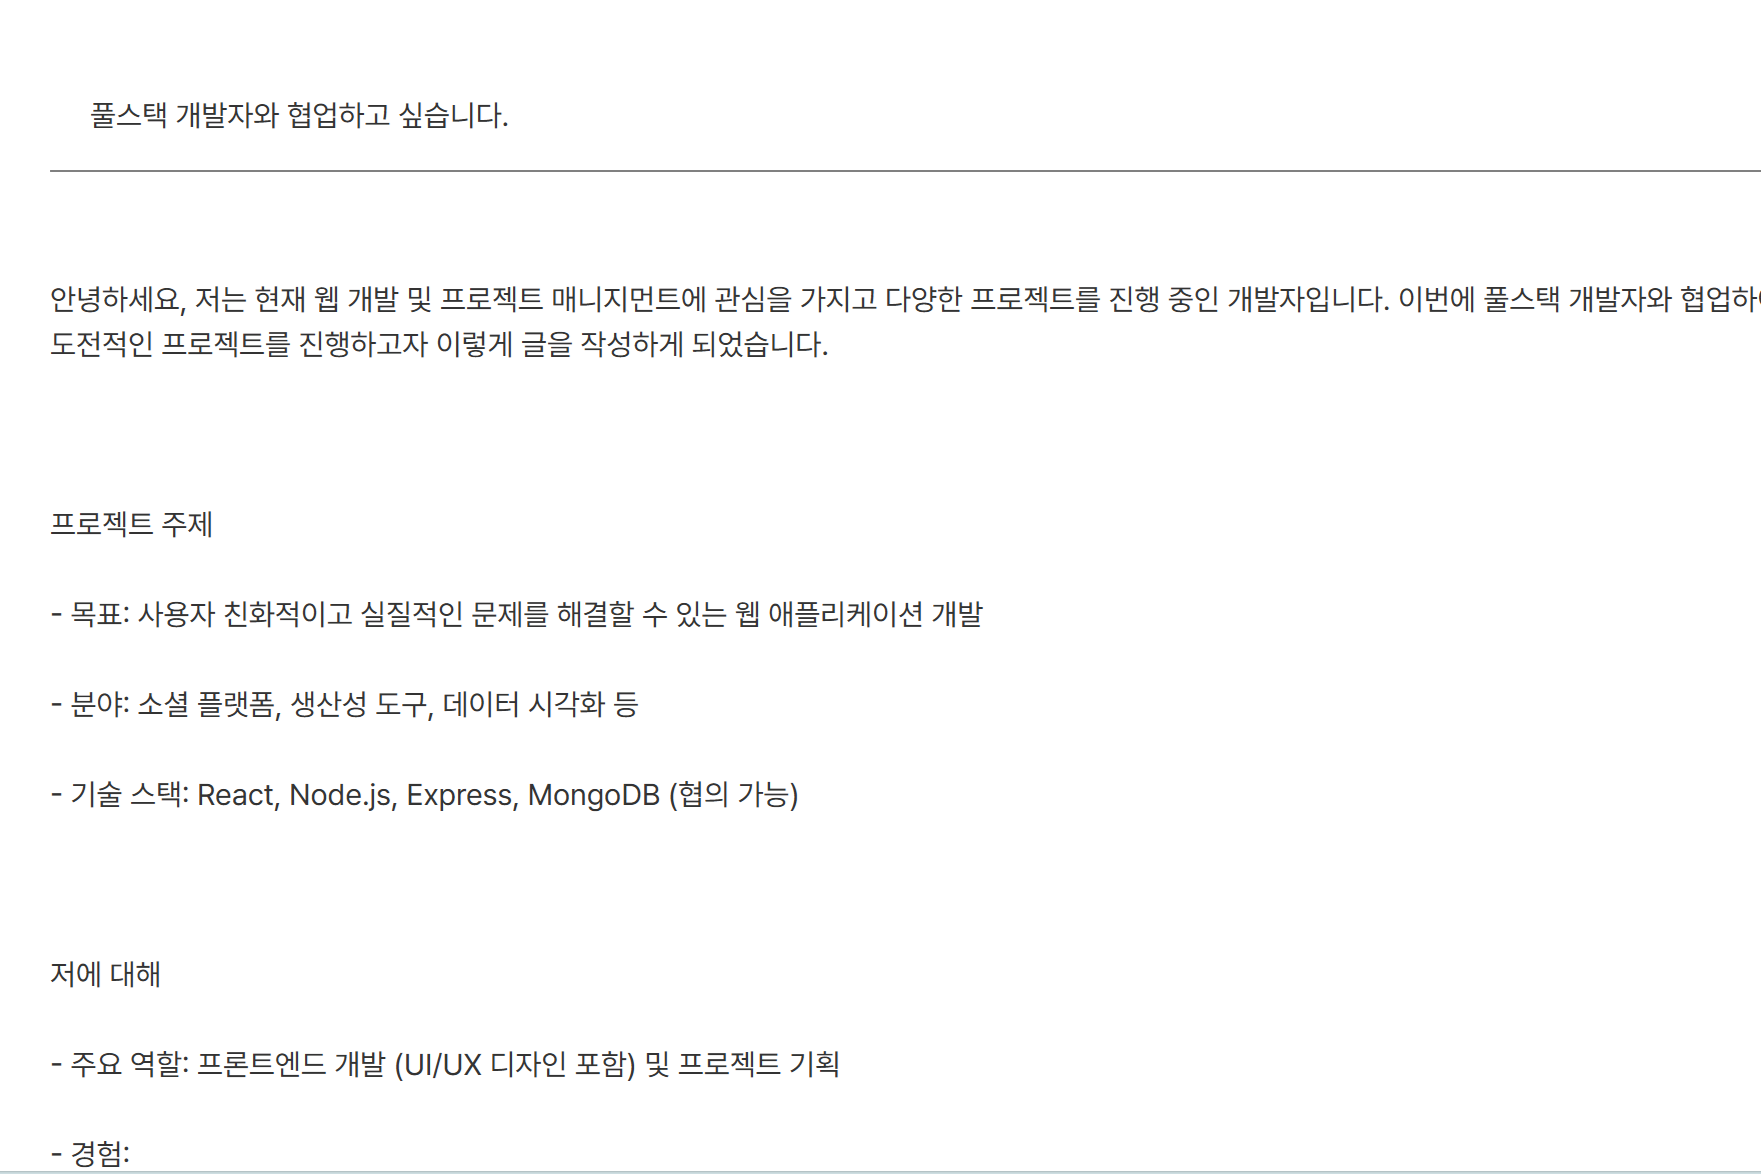 풀스택 개발자와 협업하고 싶습니다.
안녕하세요, 저는 현재 웹 개발 및 프로젝트 매니지먼트에 관심을 가지고 다양한 프로젝트를 진행 중인 개발자입니다. 이번에 풀스택 개발자와 협업하
도전적인 프로젝트를 진행하고자 이렇게 글을 작성하게 되었습니다.
프로젝트 주제
- 목표: 사용자 친화적이고 실질적인 문제를 해결할 수 있는 웹 애플리케이션 개발
- 분야: 소셜 플랫폼, 생산성 도구, 데이터 시각화 등
- 기술 스택: React, Node.js, Express, MongoDB (협의 가능)
저에 대해
- 주요 역할: 프론트엔드 개발 (UI/UX 디자인 포함) 및 프로젝트 기획
- 경험: